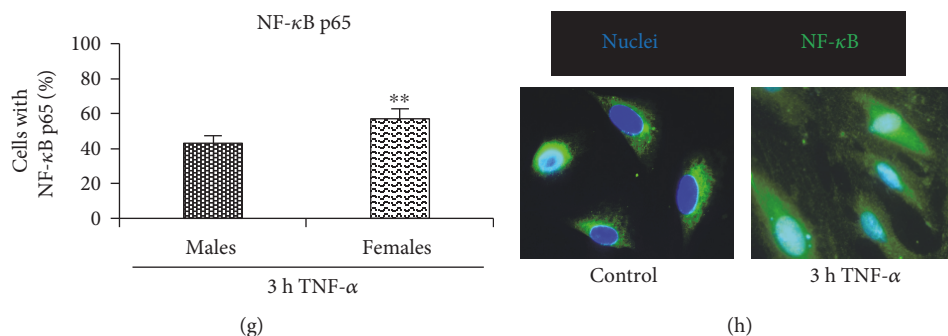 NF-κB p65
Cells with
NF-κB p65 (%)
100
80
60
40
20
0
**
Males
Females
3 h TNF-α
(g)
Nuclei
NF-κB
Control
3 h TNF-α
(h)